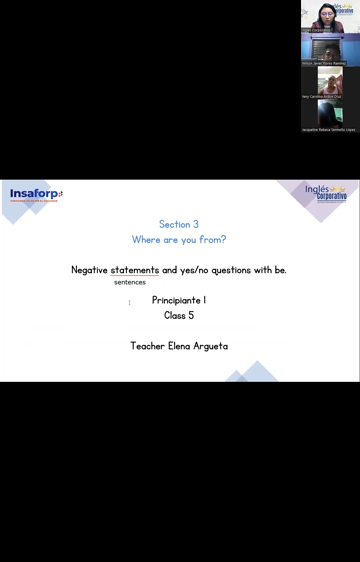 Insaforp
Inglés
Corporativo
Section 3
Where are you from?
Negative statements and yes/no questions with be.
sentences
Principiante 1
Class 5
Teacher Elena Argueta